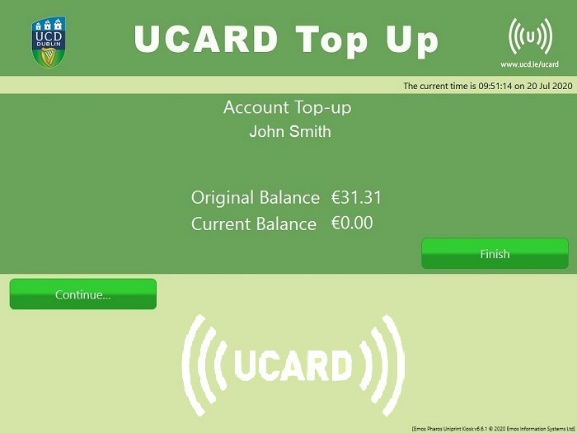 UCD
DUBLIN
UCARD Top Up
(U)
www.ucd.ie/ucard
The current time is 09:51:14 on 20 Jul 2020
Account Top-up
John Smith
Original Balance €31.31
Current Balance €0.00
Finish
Continue...
UCARD
[Emos Pharos Uniprint Kiosk v6.6.1 © 2020 Emos Information Systems Ltd]